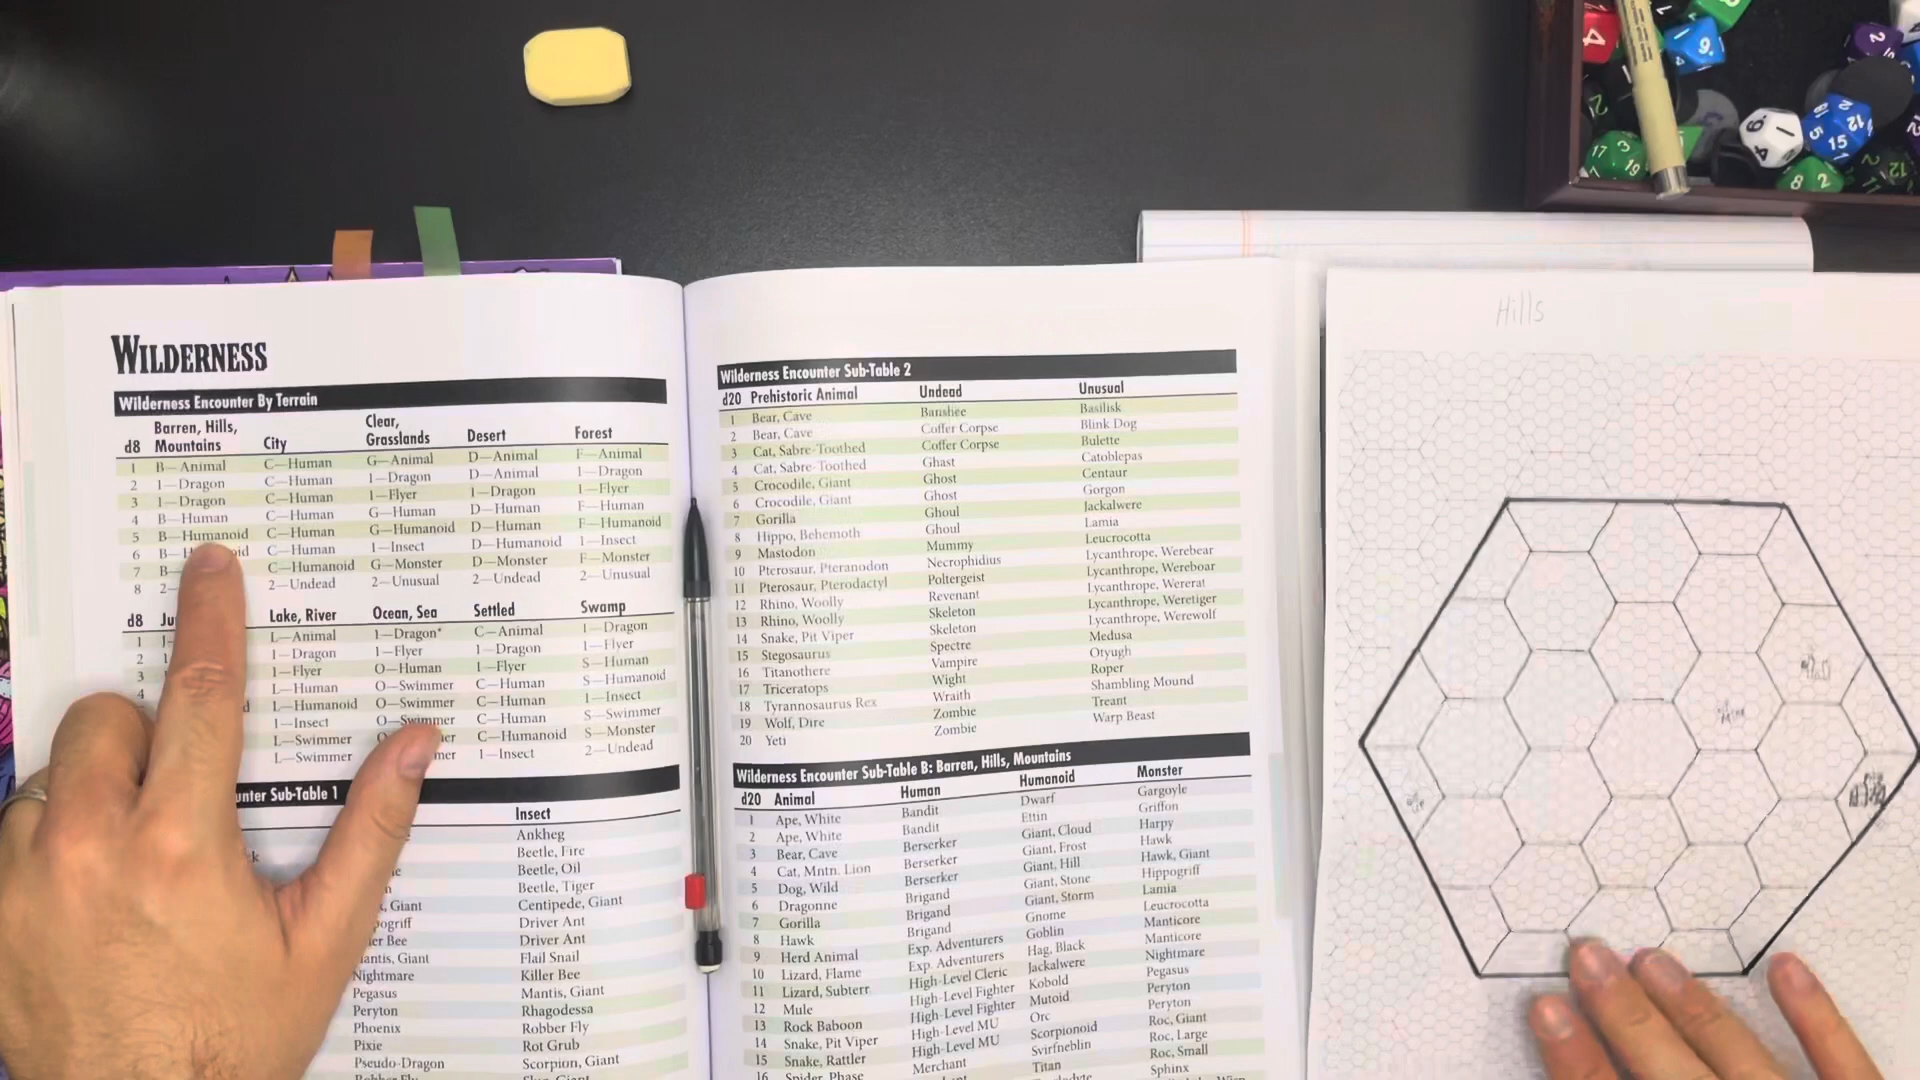 WILDERNESS
Wilderness Encounter By Terrain
d8 Barren, Hills, Mountains City Clear, Grasslands Desert Forest
1 B—Animal C—Human G—Animal D—Animal F—Animal
2 1—Dragon C—Human 1—Dragon D—Animal 1—Dragon
3 1—Dragon C—Human 1—Flyer 1—Dragon 1—Flyer
4 B—Human C—Human G—Human D—Human F—Human
5 B—Humanoid C—Human G—Humanoid D—Human F—Humanoid
6 B— C—Human 1—Insect D—Humanoid 1—Insect
7 B— C—Humanoid G—Monster D—Monster F—Monster
8 2— 2—Undead 2—Unusual 2—Undead 2—Unusual
d8 Lake, River Ocean, Sea Settled Swamp
1 L—Animal 1—Dragon* C—Animal 1—Dragon
2 1—Dragon 1—Flyer 1—Dragon 1—Flyer
3 1—Flyer O—Human 1—Flyer S—Human
4 L—Human O—Swimmer C—Human S—Humanoid
L—Humanoid O—Swimmer C—Human 1—Insect
1—Insect O—Swimmer C—Human S—Swimmer
L—Swimmer C—Humanoid S—Monster
L—Swimmer 1—Insect 2—Undead
Sub-Table 1
Insect
Ankheg
Beetle, Fire
Beetle, Oil
Beetle, Tiger
Giant Centipede, Giant
Driver Ant
Driver Ant
Giant Flail Snail
Nightmare Killer Bee
Pegasus Mantis, Giant
Peryton Rhagodessa
Phoenix Robber Fly
Pixie Rot Grub
Pseudo-Dragon Scorpion, Giant
Wilderness Encounter Sub-Table 2
d20 Prehistoric Animal Undead Unusual
1 Bear, Cave Banshee Basilisk
2 Bear, Cave Coffer Corpse Blink Dog
3 Cat, Sabre-Toothed Coffer Corpse Bulette
4 Cat, Sabre-Toothed Ghast Catoblepas
5 Crocodile, Giant Ghost Centaur
6 Crocodile, Giant Ghost Gorgon
7 Gorilla Ghoul Jackalwere
8 Hippo, Behemoth Ghoul Lamia
9 Mastodon Mummy Leucrocotta
10 Pterosaur, Pteranodon Necrophidius Lycanthrope, Werebear
11 Pterosaur, Pterodactyl Poltergeist Lycanthrope, Wereboar
12 Rhino, Woolly Revenant Lycanthrope, Wererat
13 Rhino, Woolly Skeleton Lycanthrope, Weretiger
14 Snake, Pit Viper Skeleton Lycanthrope, Werewolf
15 Stegosaurus Spectre Medusa
16 Titanothere Vampire Otyugh
17 Triceratops Wight Roper
18 Tyrannosaurus Rex Wraith Shambling Mound
19 Wolf, Dire Zombie Treant
20 Yeti Zombie Warp Beast
Wilderness Encounter Sub-Table B: Barren, Hills, Mountains
d20 Animal Human Humanoid Monster
1 Ape, White Bandit Dwarf Gargoyle
2 Ape, White Bandit Ettin Griffon
3 Bear, Cave Berserker Giant, Cloud Harpy
4 Cat, Mntn. Lion Berserker Giant, Frost Hawk
5 Dog, Wild Berserker Giant, Hill Hawk, Giant
6 Dragonne Brigand Giant, Stone Hippogriff
7 Gorilla Brigand Giant, Storm Lamia
8 Hawk Brigand Gnome Leucrocotta
9 Herd Animal Exp. Adventurers Goblin Manticore
10 Lizard, Flame Exp. Adventurers Hag, Black Manticore
11 Lizard, Subterr High-Level Cleric Jackalwere Nightmare
12 Mule High-Level Fighter Kobold Pegasus
13 Rock Baboon High-Level Fighter Mutoid Peryton
14 Snake, Pit Viper High-Level MU Orc Peryton
15 Snake, Rattler High-Level MU Scorpionoid Roc, Giant
16 Spider, Phase Merchant Svirfneblin Roc, Large
Titan Roc, Small
Sphinx
Hills